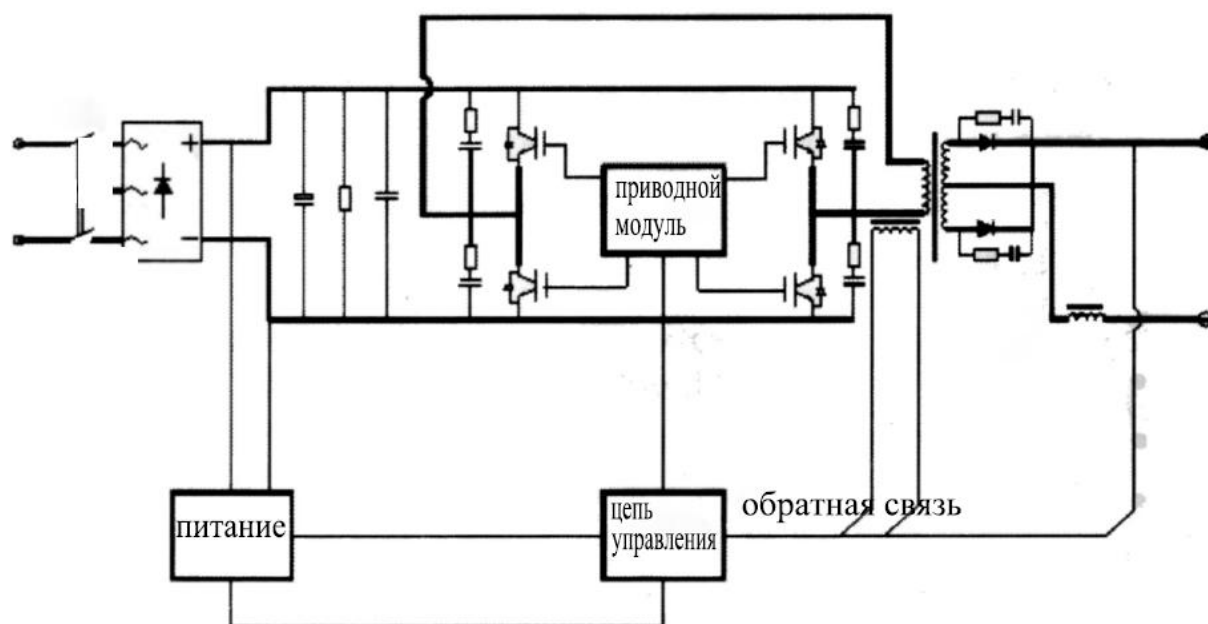 приводной
модуль
питание
цепь
управления
обратная связь